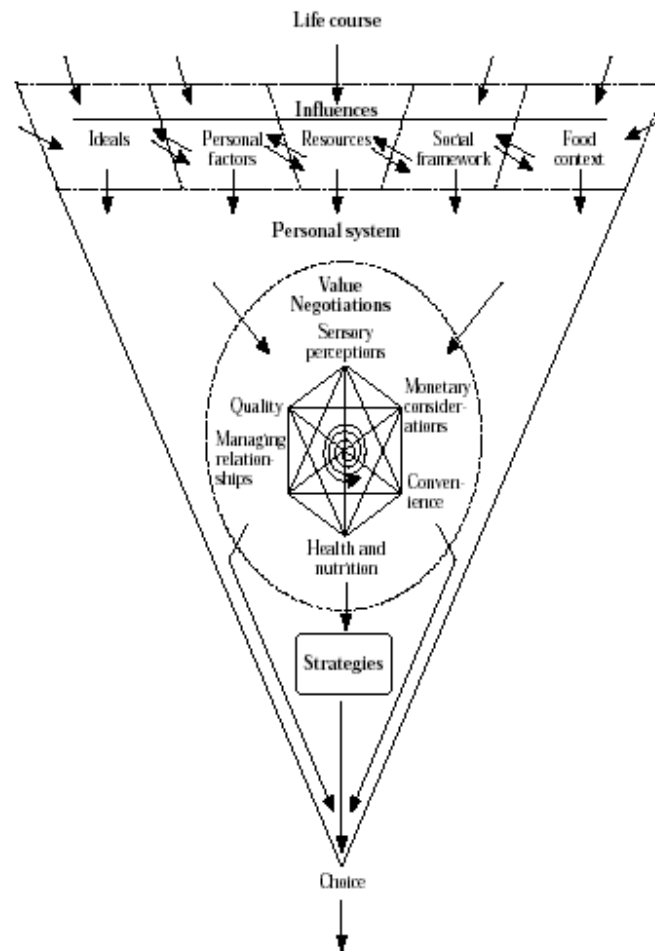 Life course
Influences
Ideals
Personal
factors
Resources
Social
framework
Food
context
Personal system
Value
Negotiations
Sensory
perceptions
Quality
Monetary
consider-
ations
Managing
relation-
ships
Conven-
ience
Health and
nutrition
Strategies
Choice